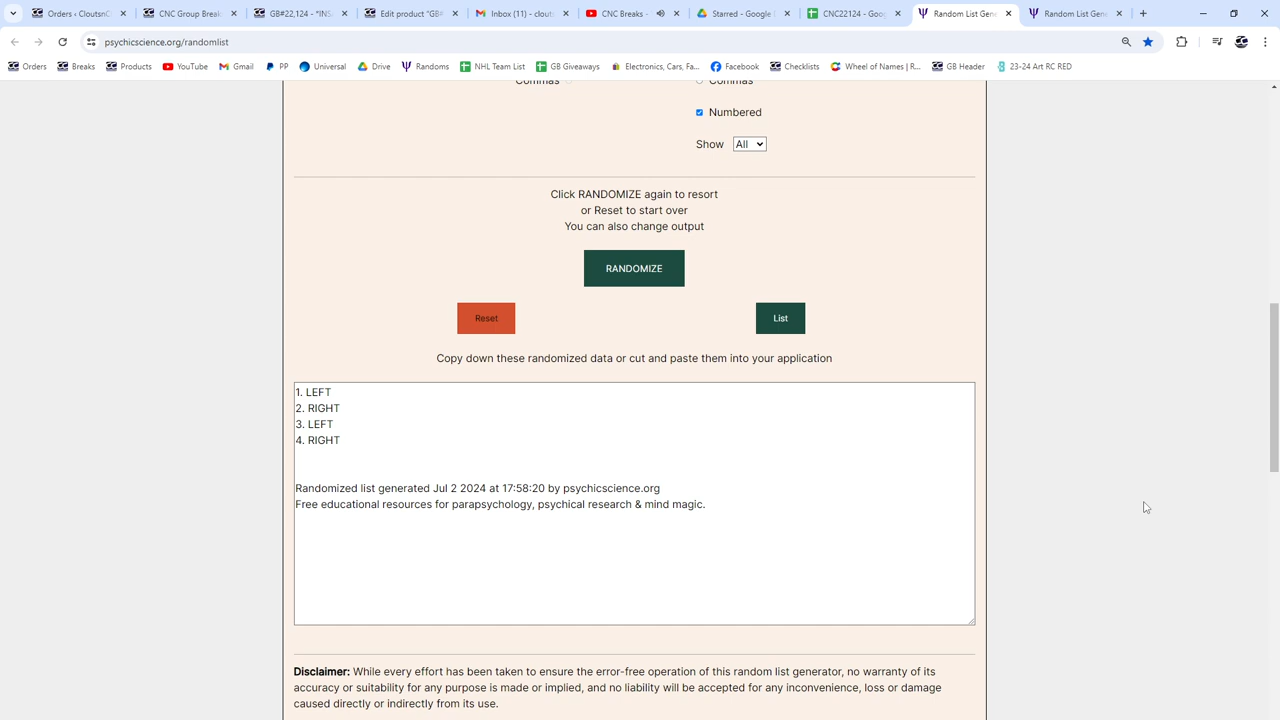 Orders • CloutsnC
CNC Group Break
GB#22,124 - *INS
Edit product "GB
Inbox (11) - clouts
CNC Breaks -
Starred - Google
CNC22124 - Goog
Random List Gene
Random List Gene
psychicscience.org/randomlist
Orders
Breaks
Products
YouTube
Gmail
PP
Universal
Drive
Randoms
NHL Team List
GB Giveaways
Electronics, Cars, Fa...
Facebook
Checklists
Wheel of Names | R...
GB Header
23-24 Art RC RED
Commas
Commas
Numbered
Show All
Click RANDOMIZE again to resort
or Reset to start over
You can also change output
RANDOMIZE
Reset
List
Copy down these randomized data or cut and paste them into your application
1. LEFT
2. RIGHT
3. LEFT
4. RIGHT
Randomized list generated Jul 2 2024 at 17:58:20 by psychicscience.org
Free educational resources for parapsychology, psychical research & mind magic.
Disclaimer: While every effort has been taken to ensure the error-free operation of this random list generator, no warranty of its
accuracy or suitability for any purpose is made or implied, and no liability will be accepted for any inconvenience, loss or damage
caused directly or indirectly from its use.